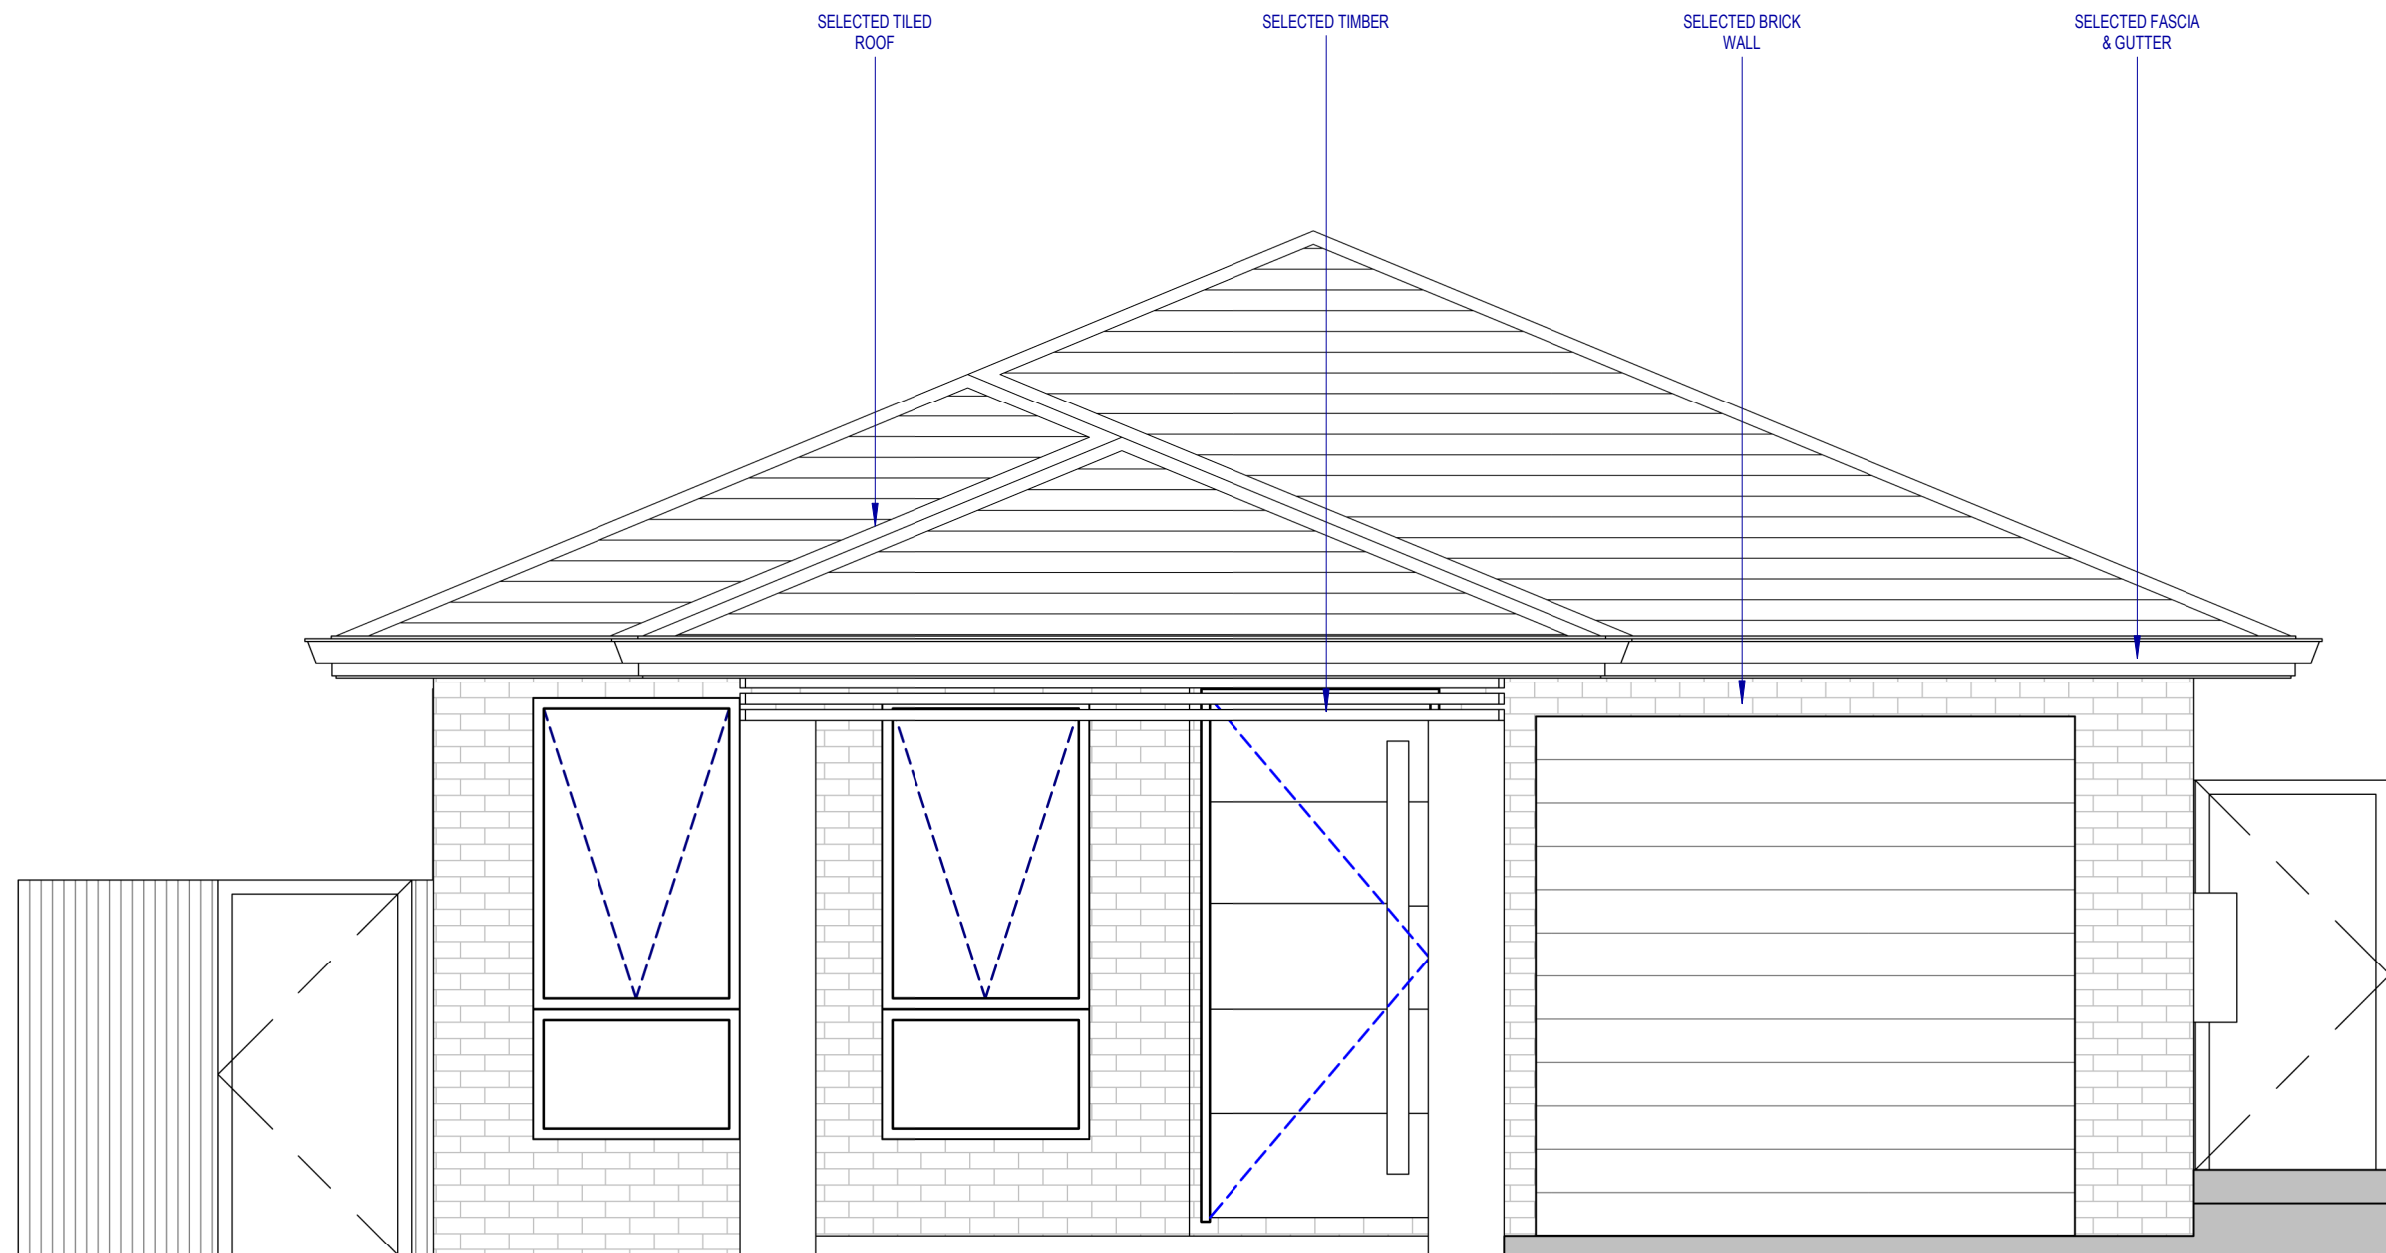 SELECTED TILED
ROOF
SELECTED TIMBER
SELECTED BRICK
WALL
SELECTED FASCIA
& GUTTER